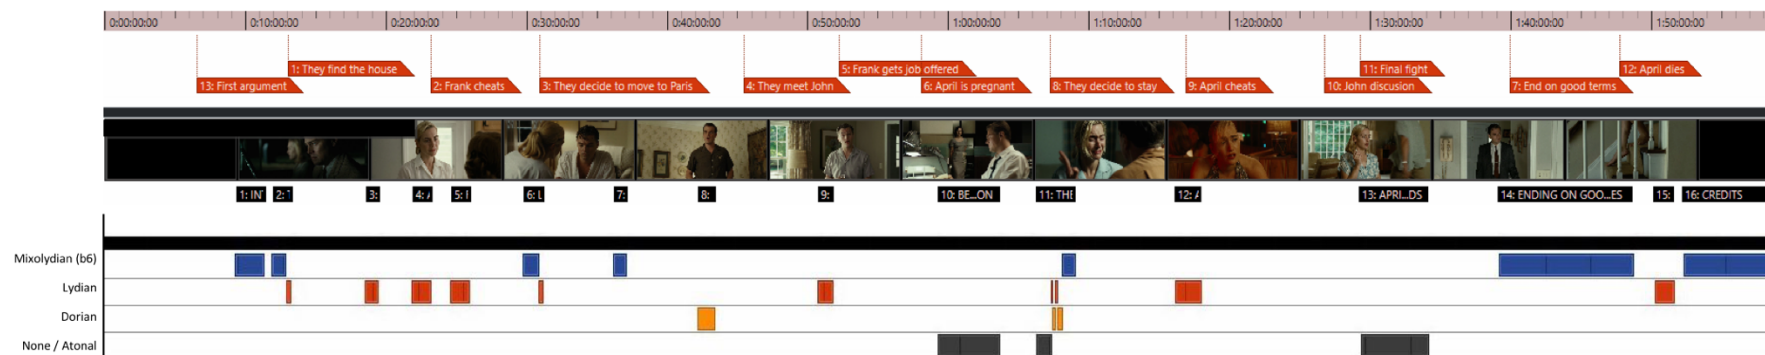 0:00:00:00 0:10:00:00 0:20:00:00 0:30:00:00 0:40:00:00 0:50:00:00 1:00:00:00 1:10:00:00 1:20:00:00 1:30:00:00 1:40:00:00 1:50:00:00
1: They find the house 5: Frank gets job offered 11: Final fight 12: April dies
13: First argument 2: Frank cheats 3: They decide to move to Paris 4: They meet John 6: April is pregnant 8: They decide to stay 9: April cheats 10: John discusion 7: End on good terms
1: IN 2: 3: 4: 5: 6: L 7: 8: 9: 10: BE...ON 11: THE 12: 13: APRI...DS 14: ENDING ON GOO...ES 15: 16: CREDITS
Mixolydian (b6)
Lydian
Dorian
None / Atonal